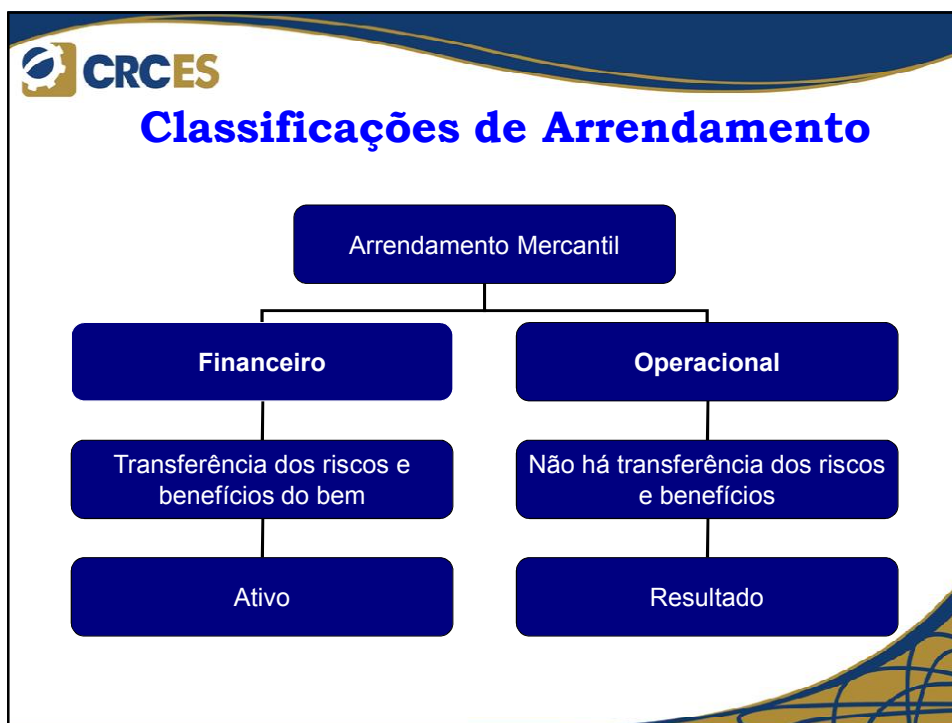 CRCES
Classificações de Arrendamento
Arrendamento Mercantil
Financeiro
Operacional
Transferência dos riscos e
benefícios do bem
Não há transferência dos riscos
e benefícios
Ativo
Resultado